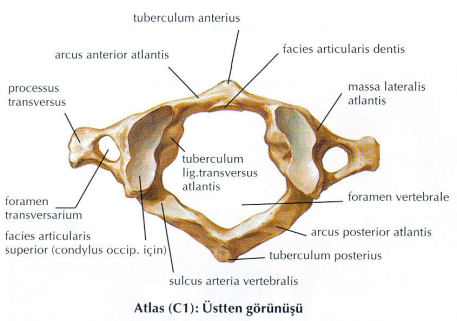 tuberculum anterius
arcus anterior atlantis
facies articularis dentis
processus
transversus
massa lateralis
atlantis
tuberculum
lig.transversus
atlantis
foramen
transversarium
foramen vertebrale
facies articularis
superior (condylus occip. için)
arcus posterior atlantis
tuberculum posterius
sulcus arteria vertebralis
Atlas (C1): Üstten görünüşü